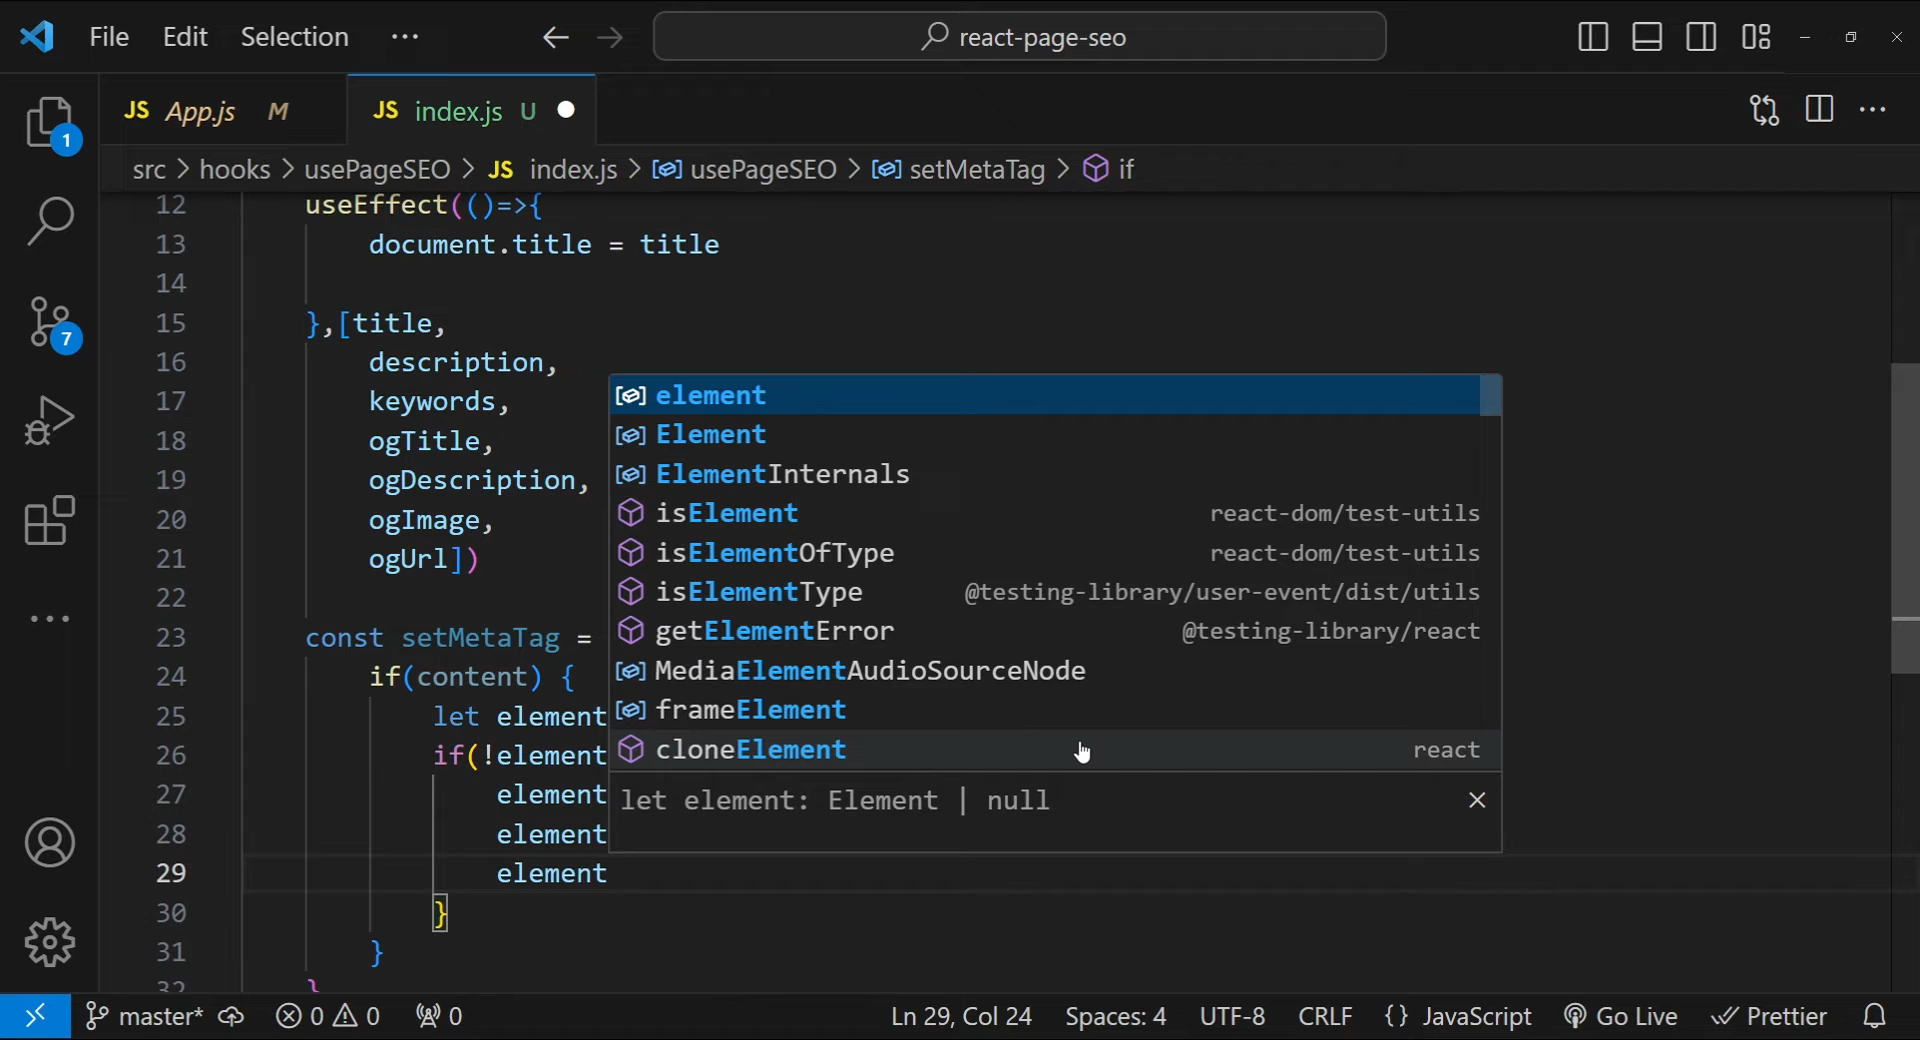 File Edit Selection ··· react-page-seo
JS App.js M JS index.js U
src > hooks > usePageSEO > JS index.js > usePageSEO > setMetaTag > if
12 useEffect(()=>{
13 document.title = title
14
15 },[title,
16 description,
17 keywords,
18 ogTitle,
19 ogDescription,
20 ogImage,
21 ogUrl])
22
23 const setMetaTag =
24 if(content) {
25 let element
26 if(!element
27 element
28 element
29 element
30 }
31 }
32 }
element
Element
ElementInternals
isElement react-dom/test-utils
isElementOfType react-dom/test-utils
isElementType @testing-library/user-event/dist/utils
getElementError @testing-library/react
MediaElementAudioSourceNode
frameElement
cloneElement react
let element: Element | null
1
7
master* 0 0 0 Ln 29, Col 24 Spaces: 4 UTF-8 CRLF {} JavaScript Go Live Prettier